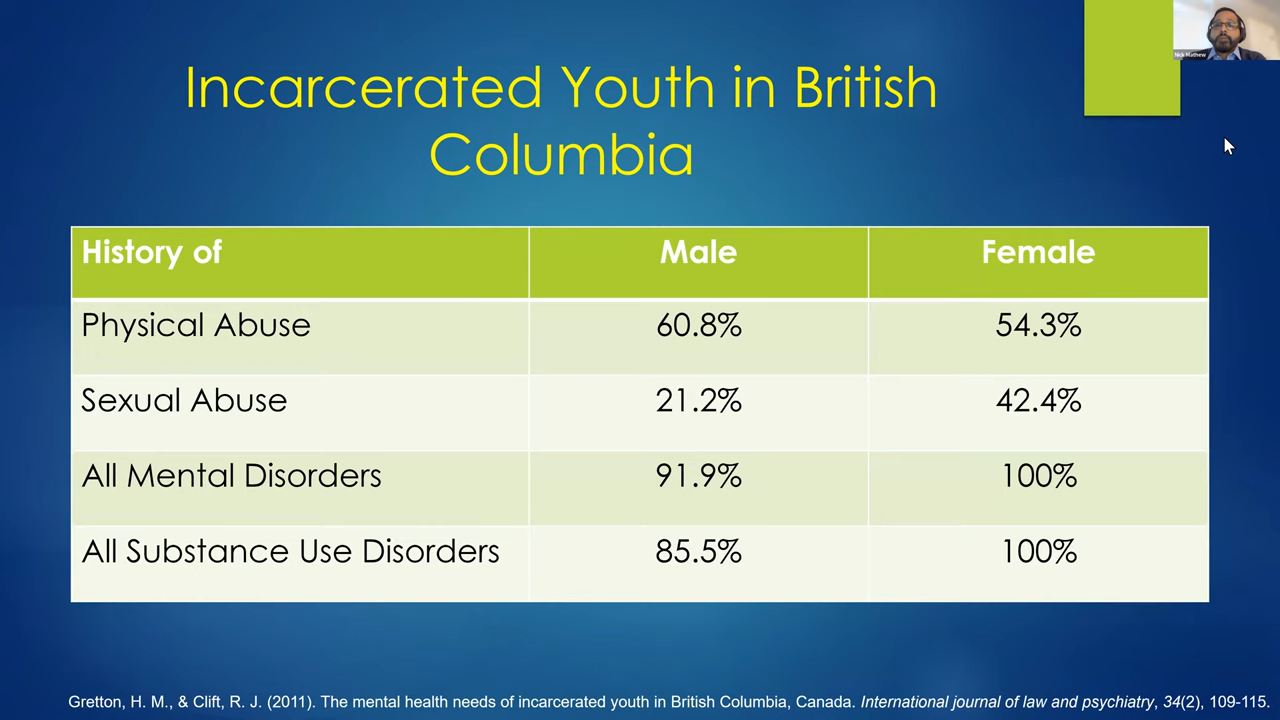 Nick Mathew
Incarcerated Youth in British
Columbia
History of Male Female
Physical Abuse 60.8% 54.3%
Sexual Abuse 21.2% 42.4%
All Mental Disorders 91.9% 100%
All Substance Use Disorders 85.5% 100%
Gretton, H. M., & Clift, R. J. (2011). The mental health needs of incarcerated youth in British Columbia, Canada. International journal of law and psychiatry, 34(2), 109-115.